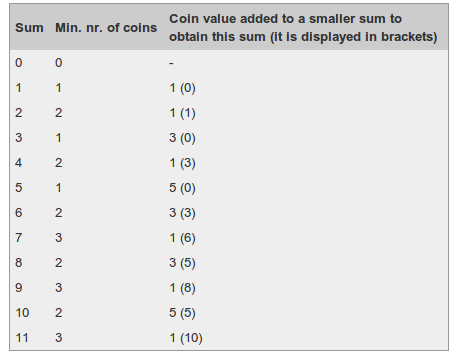 Sum Min. nr. of coins Coin value added to a smaller sum to
obtain this sum (it is displayed in brackets)
0 0 -
1 1 1 (0)
2 2 1 (1)
3 1 3 (0)
4 2 1 (3)
5 1 5 (0)
6 2 3 (3)
7 3 1 (6)
8 2 3 (5)
9 3 1 (8)
10 2 5 (5)
11 3 1 (10)